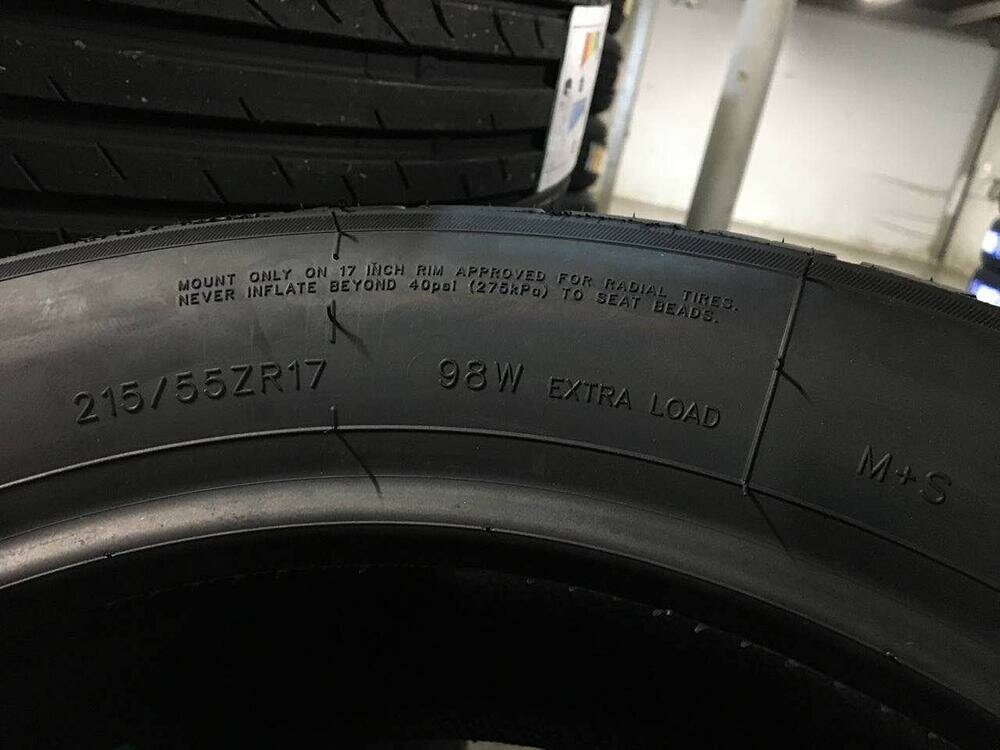 MOUNT ONLY ON 17 INCH RIM APPROVED FOR RADIAL TIRES.
NEVER INFLATE BEYOND 40psi (275kPa) TO SEAT BEADS.
215/55ZR17 98W EXTRA LOAD
M+S